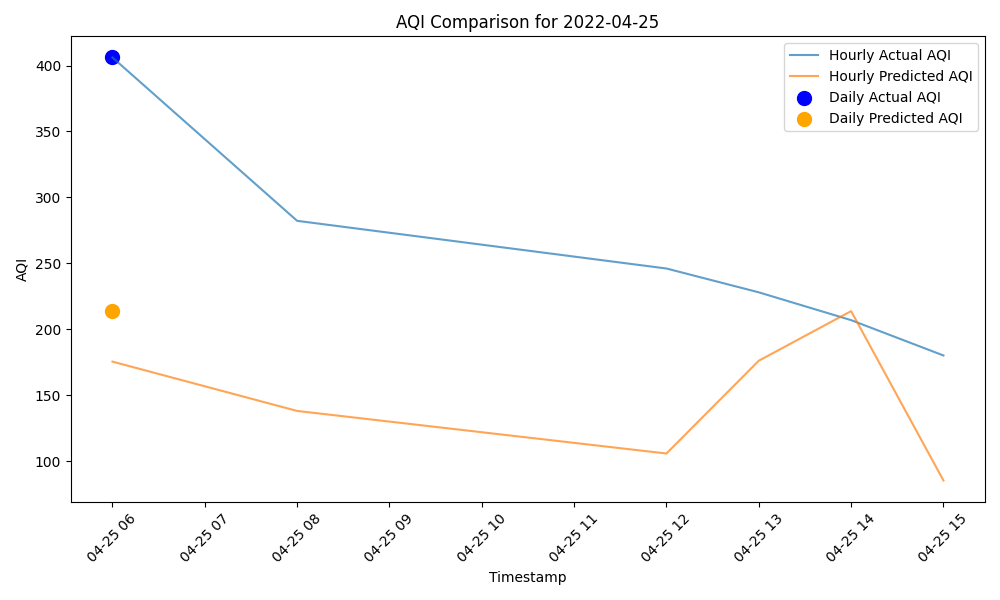 AQI Comparison for 2022-04-25
Hourly Actual AQI
Hourly Predicted AQI
Daily Actual AQI
Daily Predicted AQI
AQI
400
350
300
250
200
150
100
04-25 06
04-25 07
04-25 08
04-25 09
04-25 10
04-25 11
04-25 12
04-25 13
04-25 14
04-25 15
Timestamp